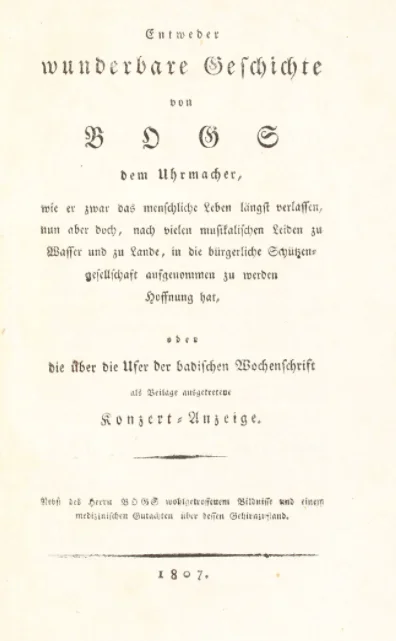 Entweder
wunderbare Geſchichte
von
BOGS
dem Uhrmacher,
wie er zwar das menſchliche Leben längſt verlaſſen,
nun aber doch, nach vielen muſikaliſchen Leiden zu
Waſſer und zu Lande, in die bürgerliche Schützen⸗
geſellſchaft aufgenommen zu werden
Hoffnung hat,
oder
die über die Ufer der badiſchen Wochenſchrift
als Beilage ausgetretene
Konzert⸗Anzeige.
Nebſt des Herrn BOGS wohlgetroffenem Bildniſſe und einem
mediziniſchen Gutachten über deſſen Gehirnzuſtand.
1807.